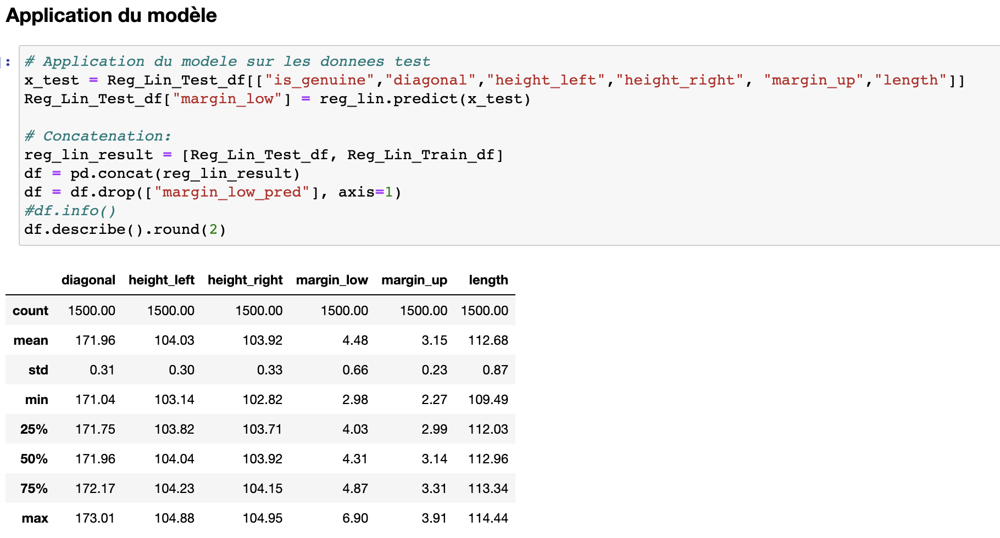 Application du modèle
]:
# Application du modele sur les donnees test
x_test = Reg_Lin_Test_df[["is_genuine","diagonal","height_left","height_right", "margin_up","length"]]
Reg_Lin_Test_df["margin_low"] = reg_lin.predict(x_test)
# Concatenation:
reg_lin_result = [Reg_Lin_Test_df, Reg_Lin_Train_df]
df = pd.concat(reg_lin_result)
df = df.drop(["margin_low_pred"], axis=1)
#df.info()
df.describe().round(2)
diagonal height_left height_right margin_low margin_up length
count 1500.00 1500.00 1500.00 1500.00 1500.00 1500.00
mean 171.96 104.03 103.92 4.48 3.15 112.68
std 0.31 0.30 0.33 0.66 0.23 0.87
min 171.04 103.14 102.82 2.98 2.27 109.49
25% 171.75 103.82 103.71 4.03 2.99 112.03
50% 171.96 104.04 103.92 4.31 3.14 112.96
75% 172.17 104.23 104.15 4.87 3.31 113.34
max 173.01 104.88 104.95 6.90 3.91 114.44